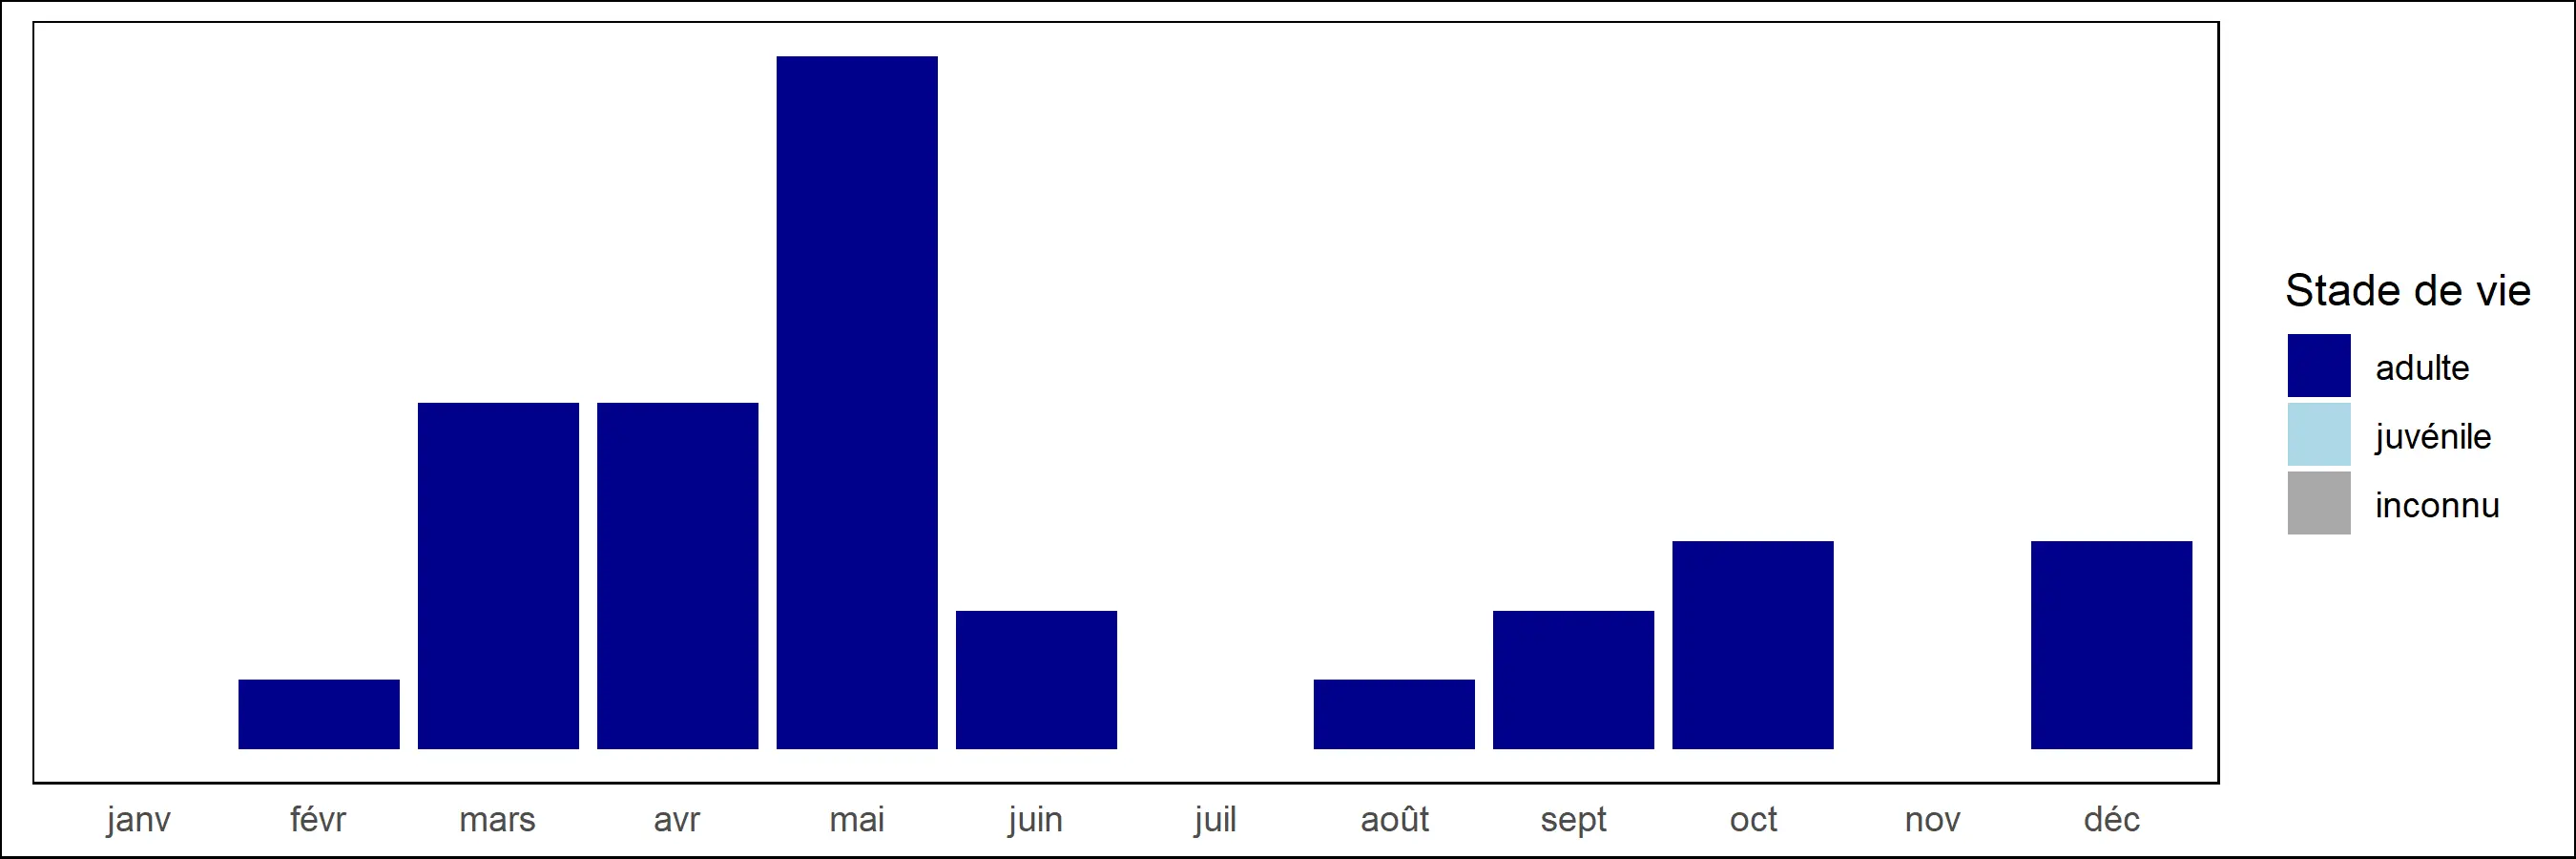 Stade de vie
adulte
juvénile
inconnu
janv févr mars avr mai juin juil août sept oct nov déc